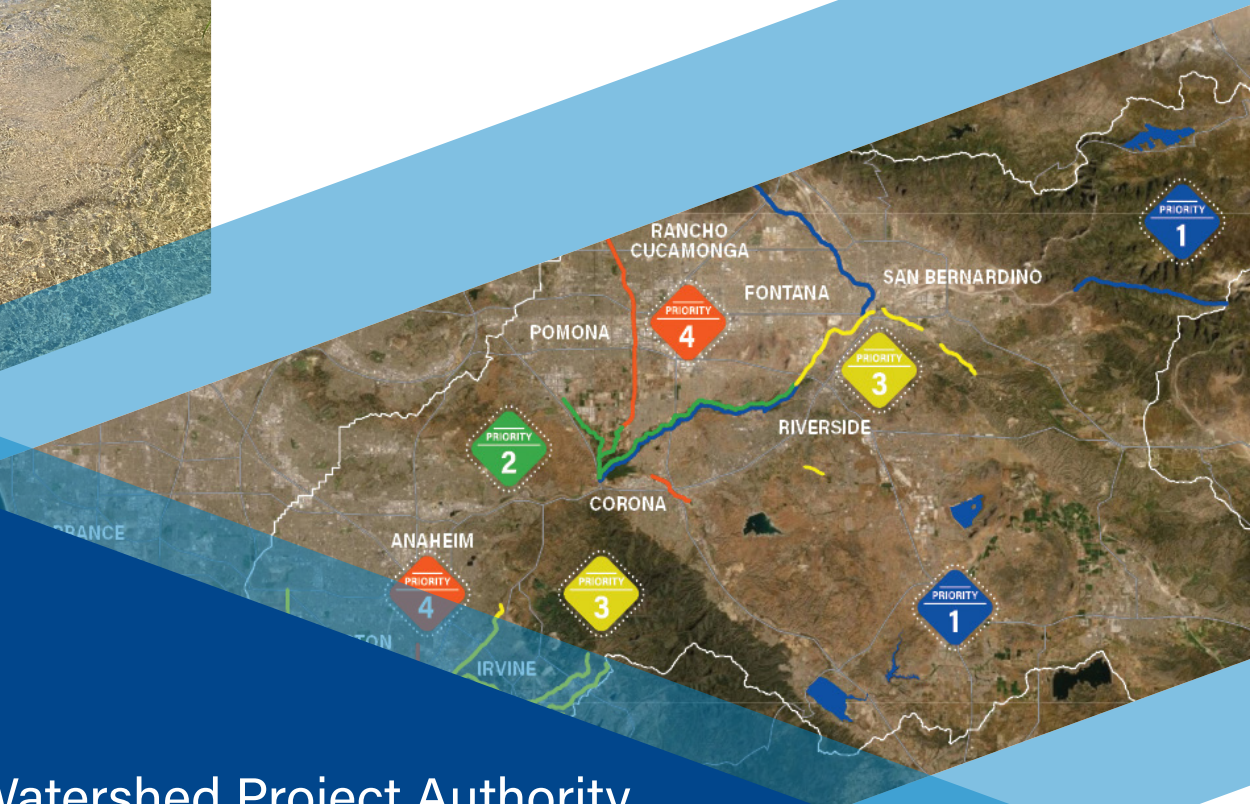 PRIORITY
1
RANCHO
CUCAMONGA
SAN BERNARDINO
FONTANA
PRIORITY
4
POMONA
PRIORITY
3
RIVERSIDE
PRIORITY
2
CORONA
ANAHEIM
PRIORITY
4
PRIORITY
3
PRIORITY
1
IRVINE
Watershed Project Authority